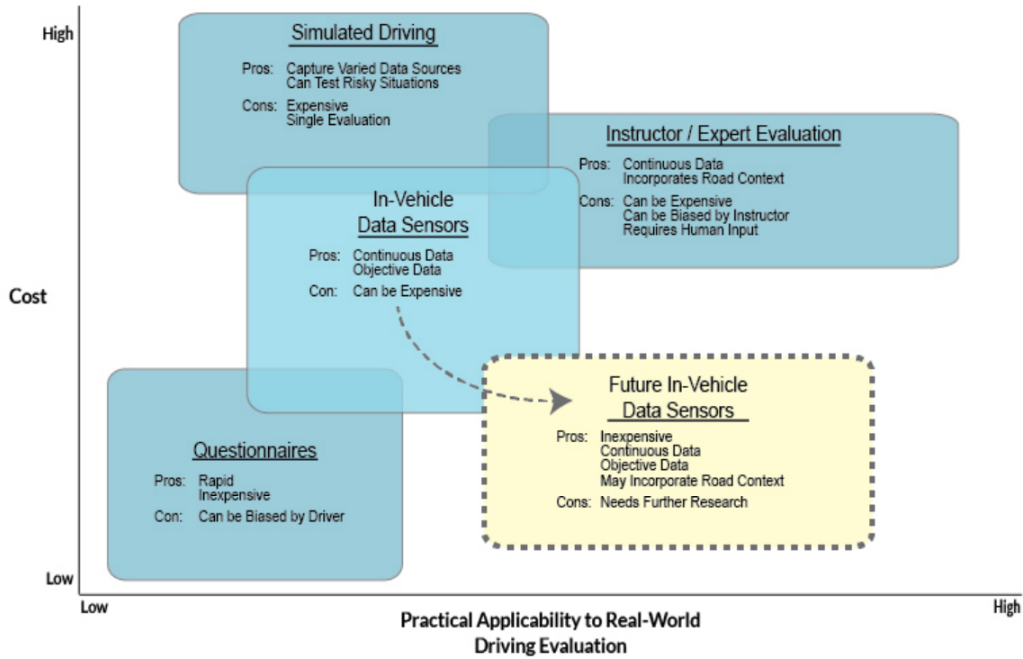 High
Simulated Driving
Pros: Capture Varied Data Sources
Can Test Risky Situations
Cons: Expensive
Single Evaluation
Instructor / Expert Evaluation
Pros: Continuous Data
Incorporates Road Context
Cons: Can be Expensive
Can be Biased by Instructor
Requires Human Input
In-Vehicle
Data Sensors
Pros: Continuous Data
Objective Data
Con: Can be Expensive
Cost
Future In-Vehicle
Data Sensors
Pros: Inexpensive
Continuous Data
Objective Data
May Incorporate Road Context
Cons: Needs Further Research
Questionnaires
Pros: Rapid
Inexpensive
Con: Can be Biased by Driver
Low
Low
High
Practical Applicability to Real-World
Driving Evaluation